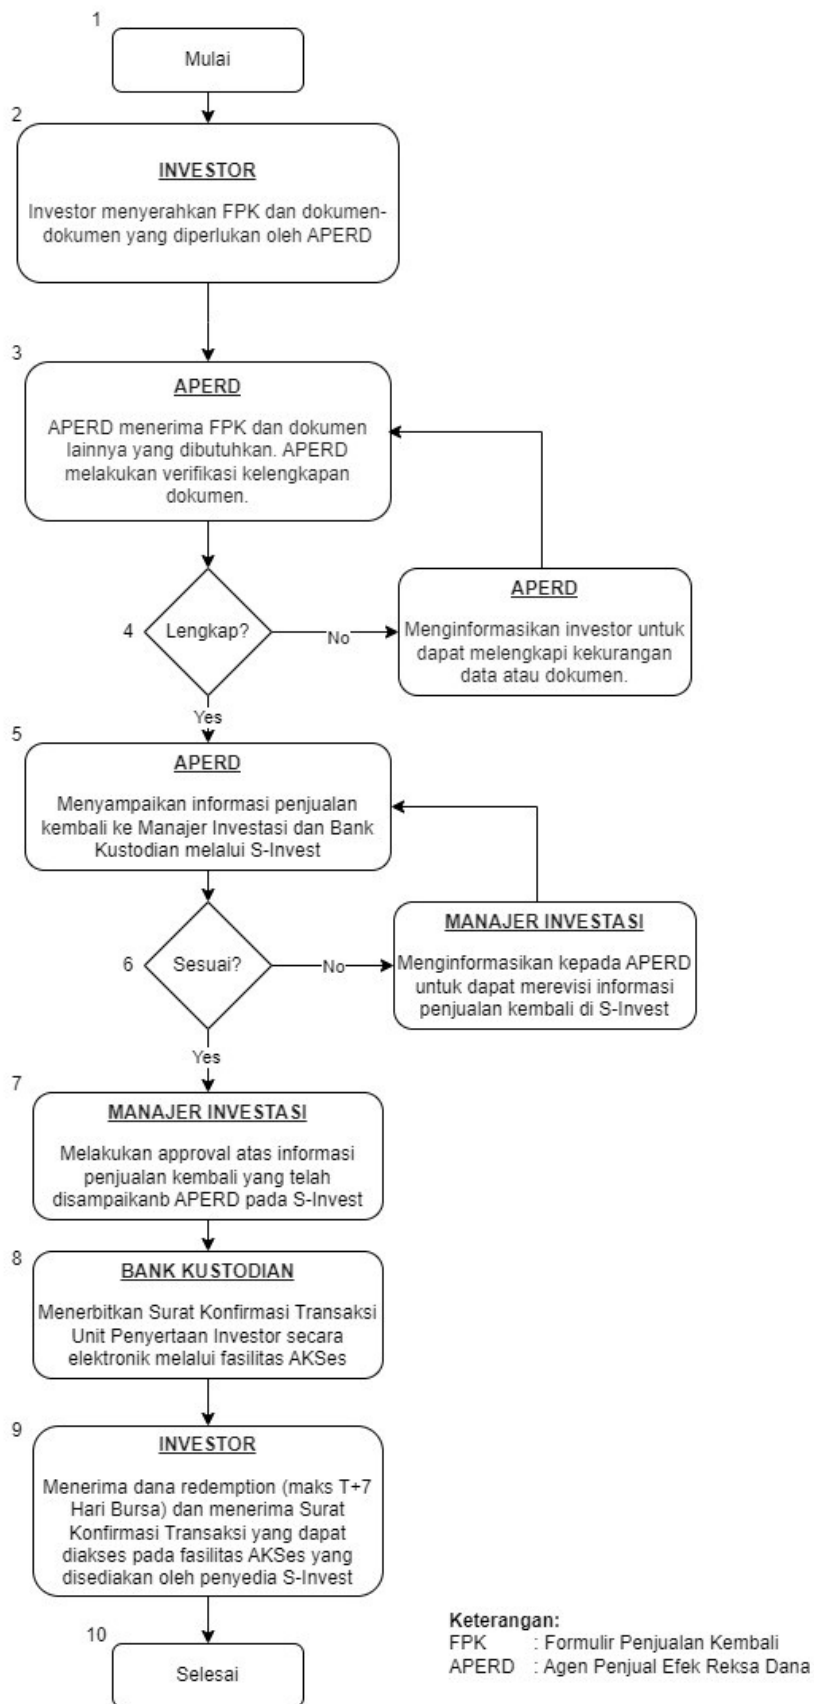 1
Mulai
2
INVESTOR
Investor menyerahkan FPK dan dokumen-
dokumen yang diperlukan oleh APERD
3
APERD
APERD menerima FPK dan dokumen
lainnya yang dibutuhkan. APERD
melakukan verifikasi kelengkapan
dokumen.
4
Lengkap?
No
APERD
Menginformasikan investor untuk
dapat melengkapi kekurangan
data atau dokumen.
Yes
5
APERD
Menyampaikan informasi penjualan
kembali ke Manajer Investasi dan Bank
Kustodian melalui S-Invest
6
Sesuai?
No
MANAJER INVESTASI
Menginformasikan kepada APERD
untuk dapat merevisi informasi
penjualan kembali di S-Invest
Yes
7
MANAJER INVESTASI
Melakukan approval atas informasi
penjualan kembali yang telah
disampaikanb APERD pada S-Invest
8
BANK KUSTODIAN
Menerbitkan Surat Konfirmasi Transaksi
Unit Penyertaan Investor secara
elektronik melalui fasilitas AKSes
9
INVESTOR
Menerima dana redemption (maks T+7
Hari Bursa) dan menerima Surat
Konfirmasi Transaksi yang dapat
diakses pada fasilitas AKSes yang
disediakan oleh penyedia S-Invest
10
Selesai
Keterangan:
FPK : Formulir Penjualan Kembali
APERD : Agen Penjual Efek Reksa Dana